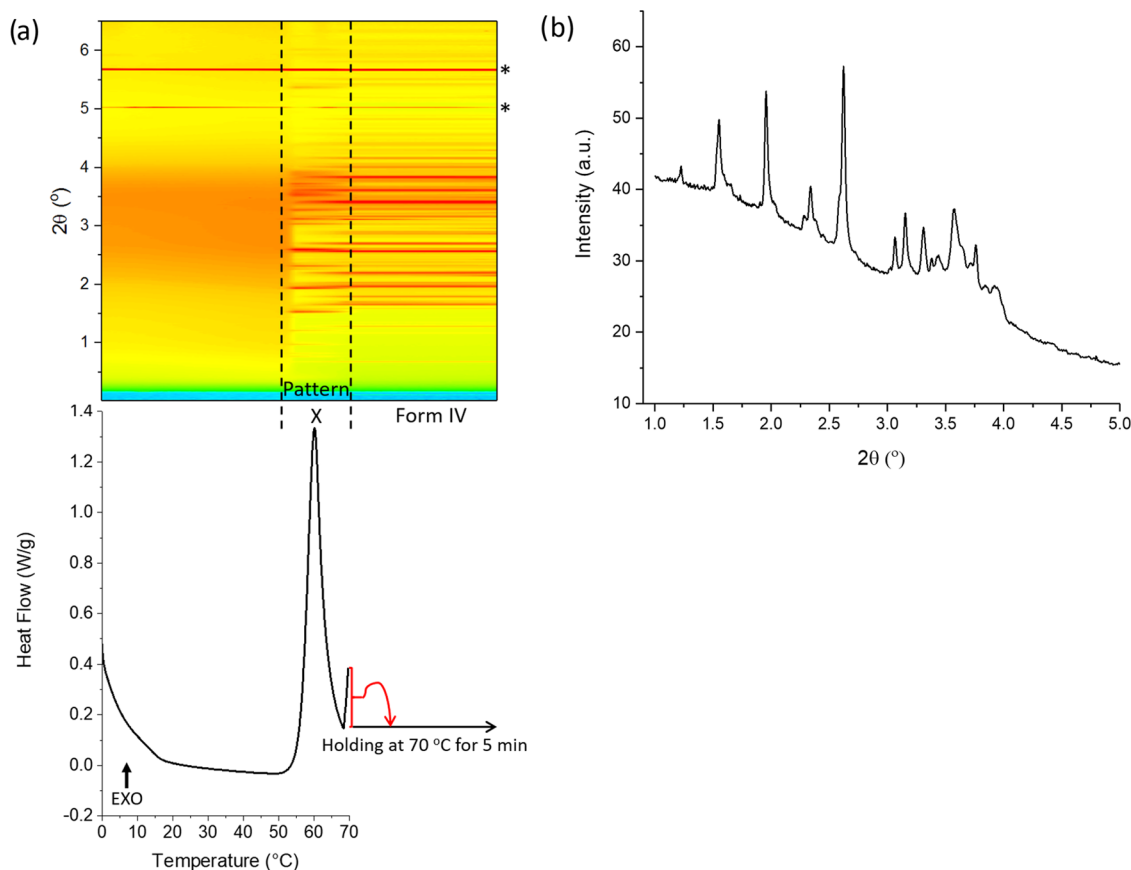 (a)
6
5
4
3
2
1
2θ (°)
*
*
Pattern
X
Form IV
1.4
1.2
1.0
0.8
0.6
0.4
0.2
0.0
-0.2
Heat Flow (W/g)
EXO
Holding at 70 °C for 5 min
0 10 20 30 40 50 60 70
Temperature (°C)
(b)
60
50
40
30
20
10
Intensity (a.u.)
1.0 1.5 2.0 2.5 3.0 3.5 4.0 4.5 5.0
2θ (°)